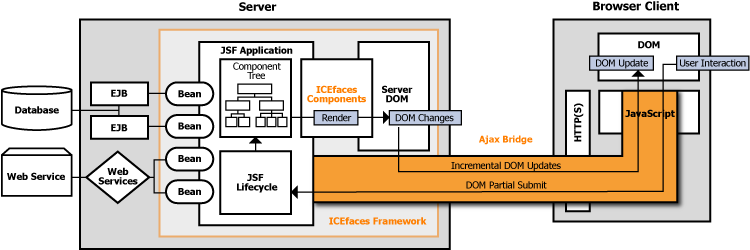 Server
Browser Client
JSF Application
DOM
Component
Tree
ICEfaces
Components
Server
DOM
DOM Update
User Interaction
EJB
Bean
Database
Render
DOM Changes
EJB
Bean
HTTP(S)
JavaScript
Ajax Bridge
Web Service
Web
Services
Bean
Bean
JSF
Lifecycle
Incremental DOM Updates
DOM Partial Submit
ICEfaces Framework